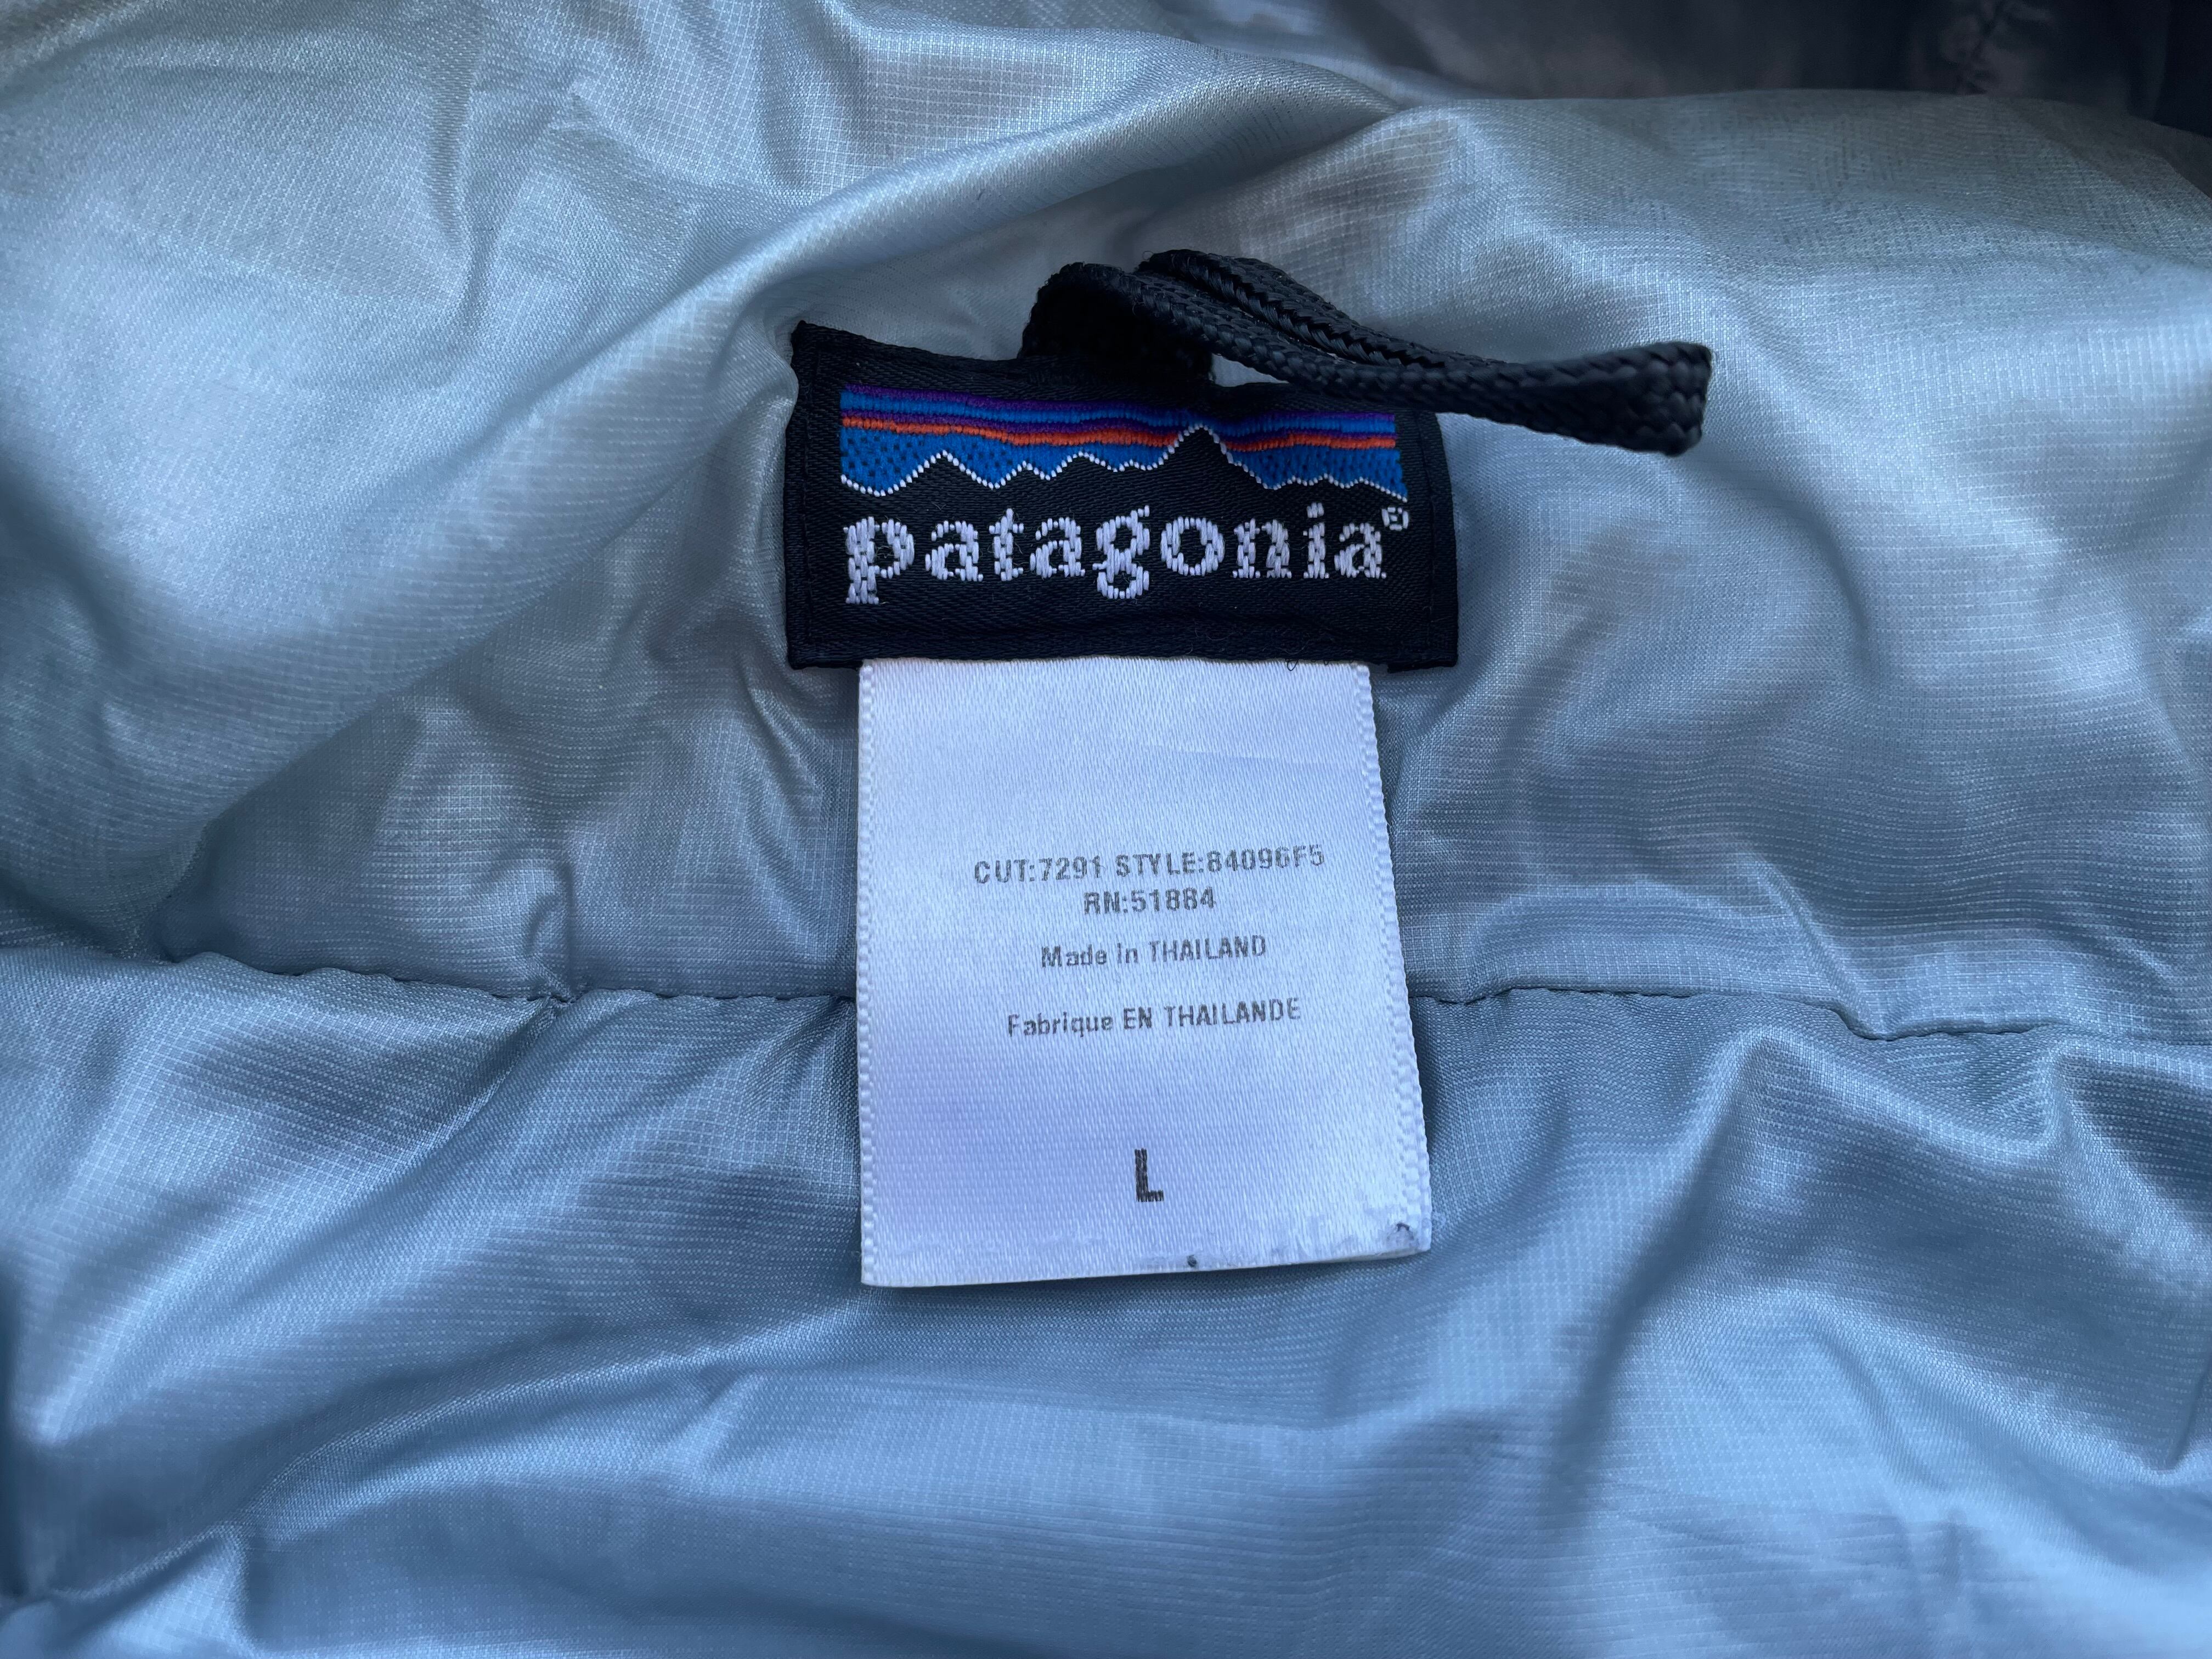 patagonia®
CUT:7291 STYLE:84096F5
RN:51884
Made in THAILAND
Fabrique EN THAILANDE
L